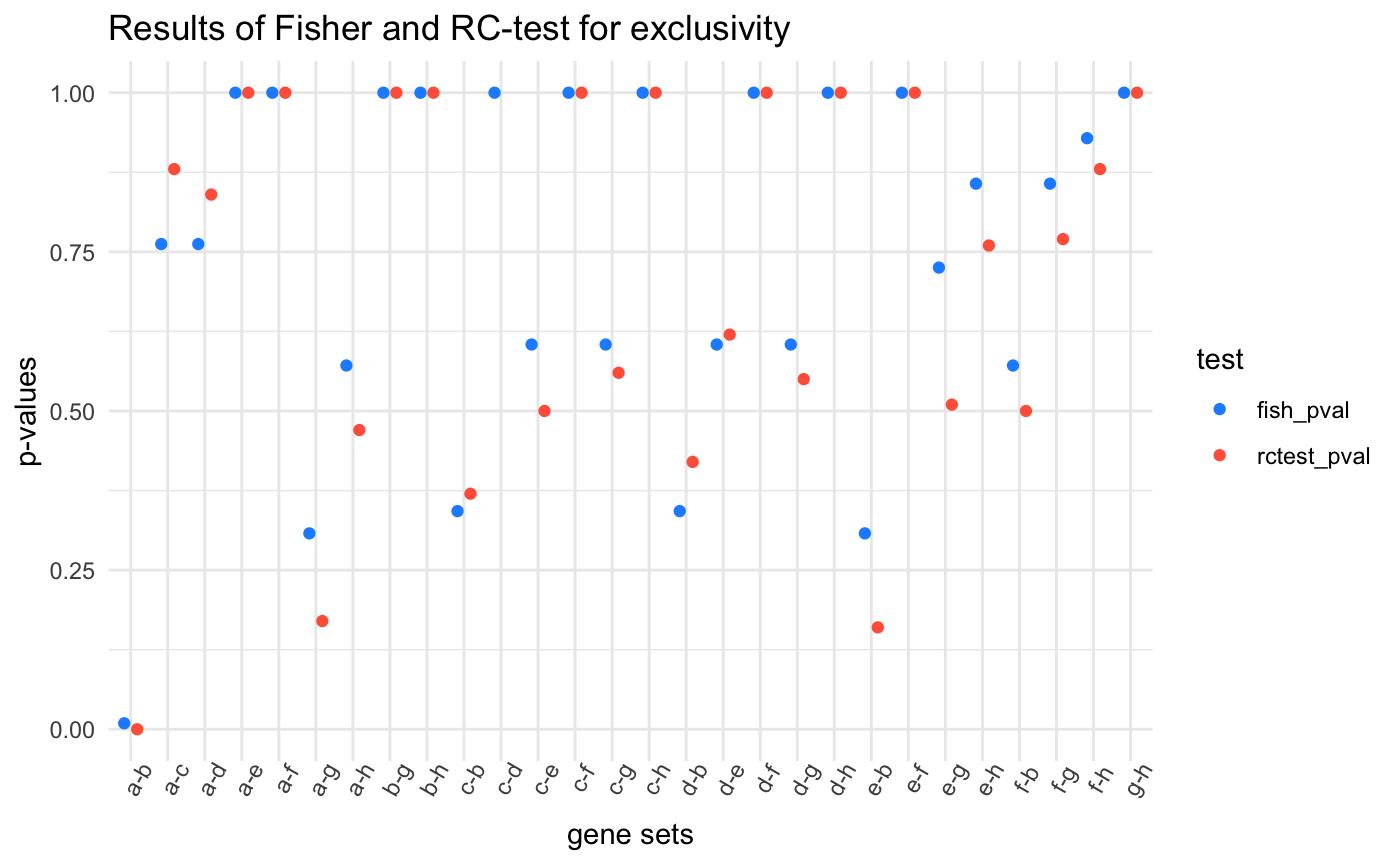 Results of Fisher and RC-test for exclusivity
1.00
0.75
0.50
0.25
0.00
p-values
a-b a-c a-d a-e a-f a-g a-h b-g b-h c-b c-d c-e c-f c-g c-h d-b d-e d-f d-g d-h e-b e-f e-g e-h f-b f-g f-h g-h
gene sets
test
fish_pval
rctest_pval